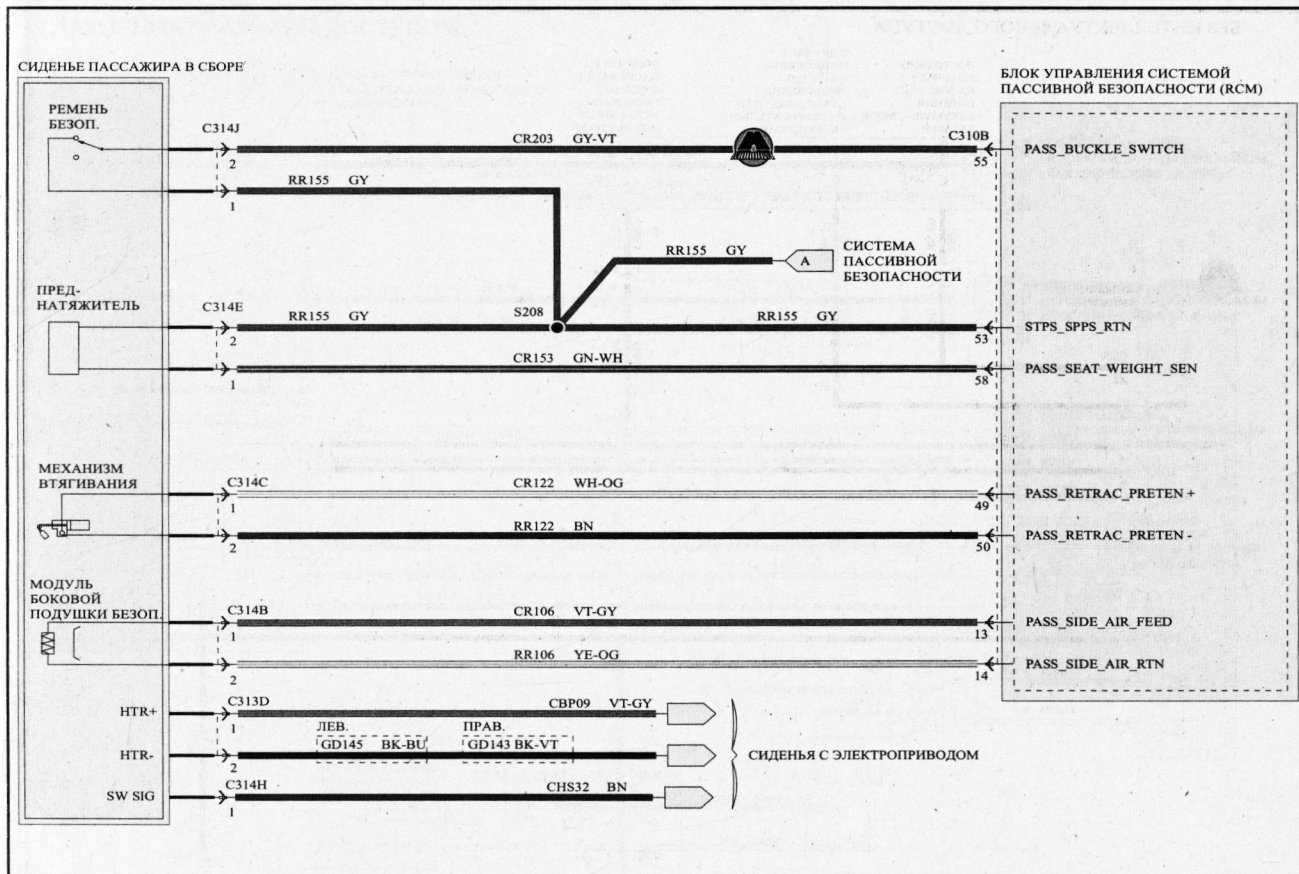 СИДЕНЬЕ ПАССАЖИРА В СБОРЕ
БЛОК УПРАВЛЕНИЯ СИСТЕМОЙ
ПАССИВНОЙ БЕЗОПАСНОСТИ (RCM)
РЕМЕНЬ
БЕЗОП.
C314J
2
CR203 GY-VT
C310B
55
PASS_BUCKLE_SWITCH
1
RR155 GY
RR155 GY
A
СИСТЕМА
ПАССИВНОЙ
БЕЗОПАСНОСТИ
ПРЕД-
НАТЯЖИТЕЛЬ
C314E
2
RR155 GY
S208
RR155 GY
53
STPS_SPPS_RTN
1
CR153 GN-WH
58
PASS_SEAT_WEIGHT_SEN
МЕХАНИЗМ
ВТЯГИВАНИЯ
C314C
1
CR122 WH-OG
49
PASS_RETRAC_PRETEN +
2
RR122 BN
50
PASS_RETRAC_PRETEN -
МОДУЛЬ
БОКОВОЙ
ПОДУШКИ БЕЗОП.
C314B
1
CR106 VT-GY
13
PASS_SIDE_AIR_FEED
2
RR106 YE-OG
14
PASS_SIDE_AIR_RTN
HTR+
C313D
1
CBP09 VT-GY
ЛЕВ.
ПРАВ.
HTR-
2
GD145 BK-BU
GD143 BK-VT
СИДЕНЬЯ С ЭЛЕКТРОПРИВОДОМ
SW SIG
C314H
1
CHS32 BN